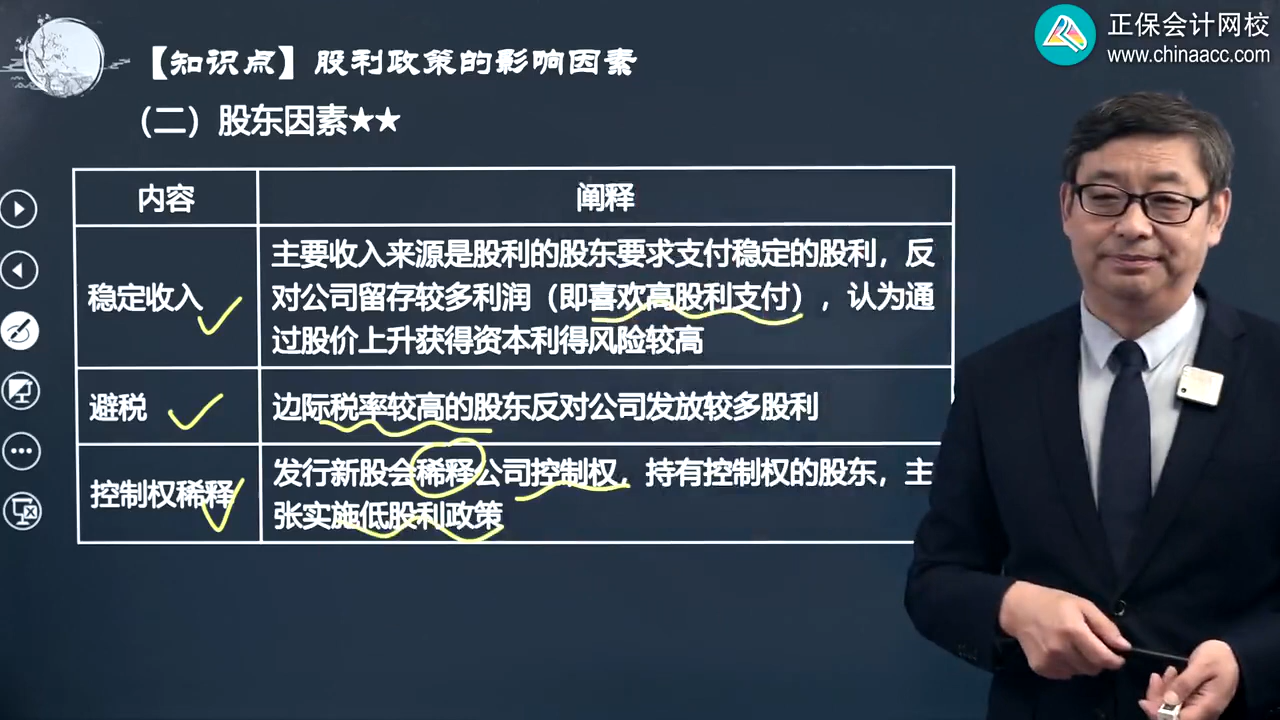 正保会计网校
www.chinaacc.com
【知识点】股利政策的影响因素
（二）股东因素★★
内容
阐释
稳定收入
主要收入来源是股利的股东要求支付稳定的股利，反
对公司留存较多利润（即喜欢高股利支付），认为通
过股价上升获得资本利得风险较高
避税
边际税率较高的股东反对公司发放较多股利
控制权稀释
发行新股会稀释公司控制权，持有控制权的股东，主
张实施低股利政策